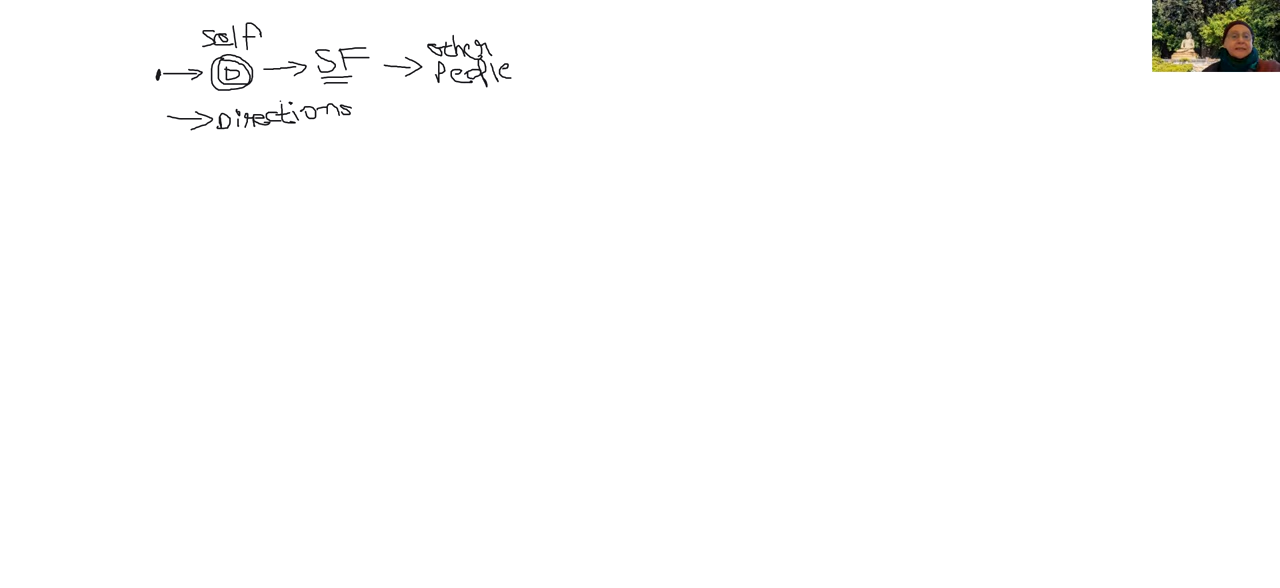 self
D → SF → other People
→ Directions